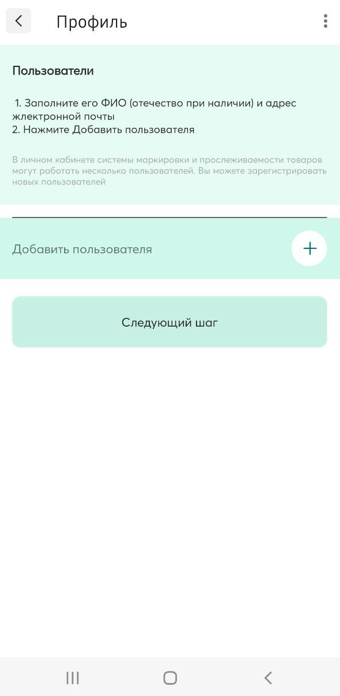 Профиль
Пользователи
1. Заполните его ФИО (отечество при наличии) и адрес
жлектронной почты
2. Нажмите Добавить пользователя
В личном кабинете системы маркировки и прослеживаемости товаров
могут работать несколько пользователей. Вы можете зарегистрировать
новых пользователей
Добавить пользователя
Следующий шаг